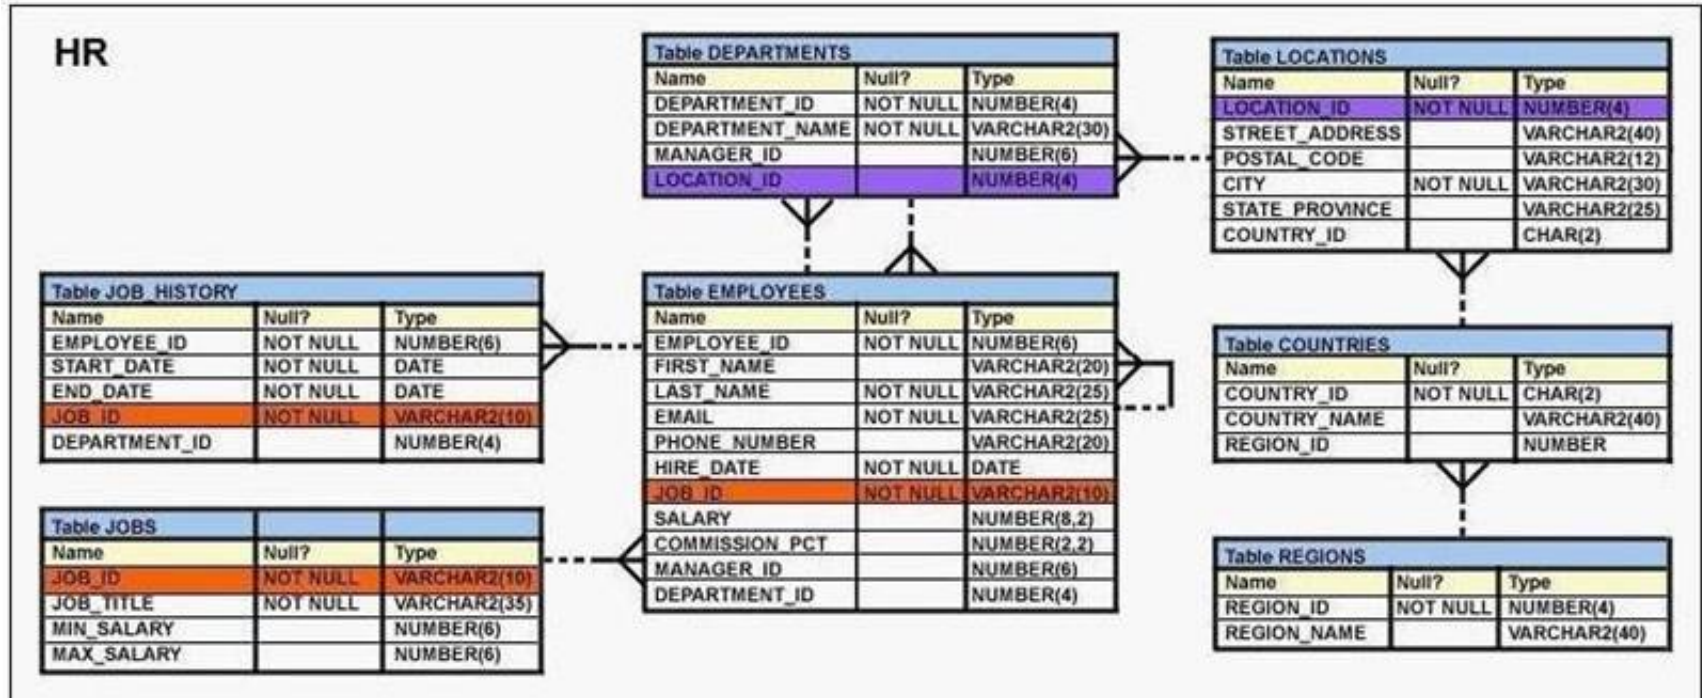 HR
Table DEPARTMENTS
Name Null? Type
DEPARTMENT_ID NOT NULL NUMBER(4)
DEPARTMENT_NAME NOT NULL VARCHAR2(30)
MANAGER_ID NUMBER(6)
LOCATION_ID NUMBER(4)
Table LOCATIONS
Name Null? Type
LOCATION_ID NOT NULL NUMBER(4)
STREET_ADDRESS VARCHAR2(40)
POSTAL_CODE VARCHAR2(12)
CITY NOT NULL VARCHAR2(30)
STATE_PROVINCE VARCHAR2(25)
COUNTRY_ID CHAR(2)
Table JOB_HISTORY
Name Null? Type
EMPLOYEE_ID NOT NULL NUMBER(6)
START_DATE NOT NULL DATE
END_DATE NOT NULL DATE
JOB_ID NOT NULL VARCHAR2(10)
DEPARTMENT_ID NUMBER(4)
Table EMPLOYEES
Name Null? Type
EMPLOYEE_ID NOT NULL NUMBER(6)
FIRST_NAME VARCHAR2(20)
LAST_NAME NOT NULL VARCHAR2(25)
EMAIL NOT NULL VARCHAR2(25)
PHONE_NUMBER VARCHAR2(20)
HIRE_DATE NOT NULL DATE
JOB_ID NOT NULL VARCHAR2(10)
SALARY NUMBER(8,2)
COMMISSION_PCT NUMBER(2,2)
MANAGER_ID NUMBER(6)
DEPARTMENT_ID NUMBER(4)
Table COUNTRIES
Name Null? Type
COUNTRY_ID NOT NULL CHAR(2)
COUNTRY_NAME VARCHAR2(40)
REGION_ID NUMBER
Table JOBS
Name Null? Type
JOB_ID NOT NULL VARCHAR2(10)
JOB_TITLE NOT NULL VARCHAR2(35)
MIN_SALARY NUMBER(6)
MAX_SALARY NUMBER(6)
Table REGIONS
Name Null? Type
REGION_ID NOT NULL NUMBER(4)
REGION_NAME VARCHAR2(40)